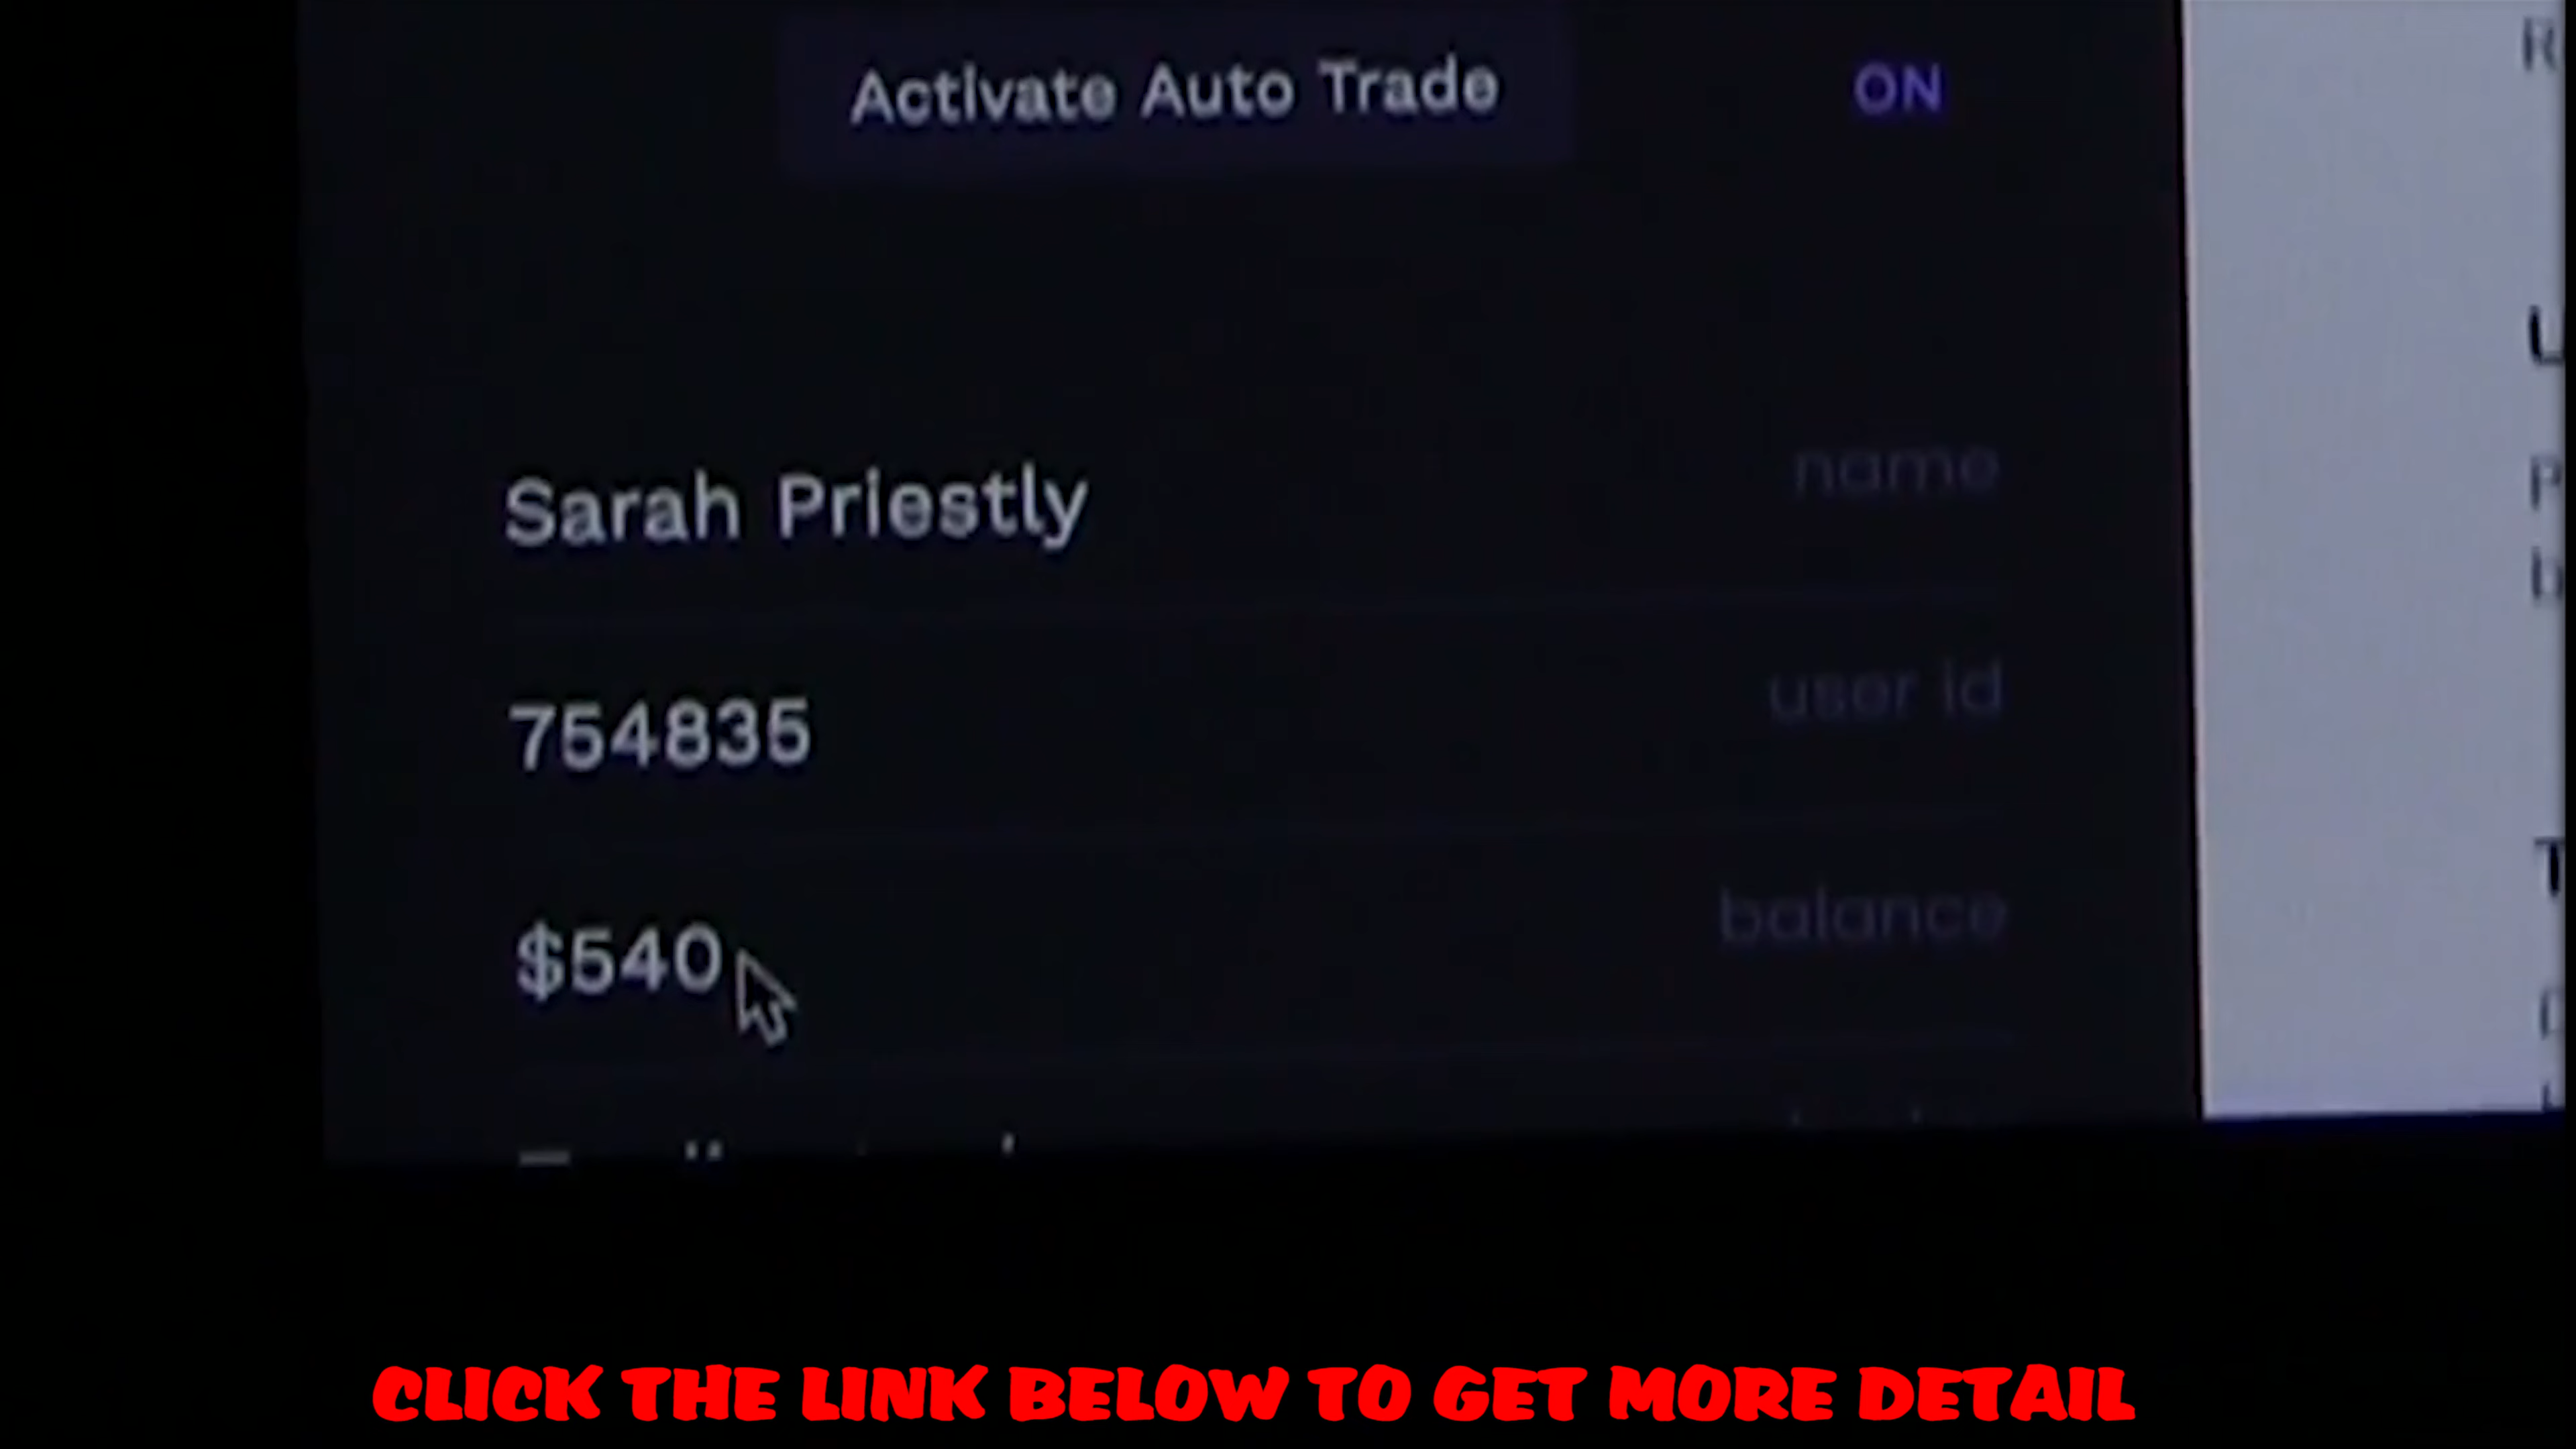 Activate Auto Trade ON
Sarah Priestly name
754835 user id
$540 balance
CLICK THE LINK BELOW TO GET MORE DETAIL